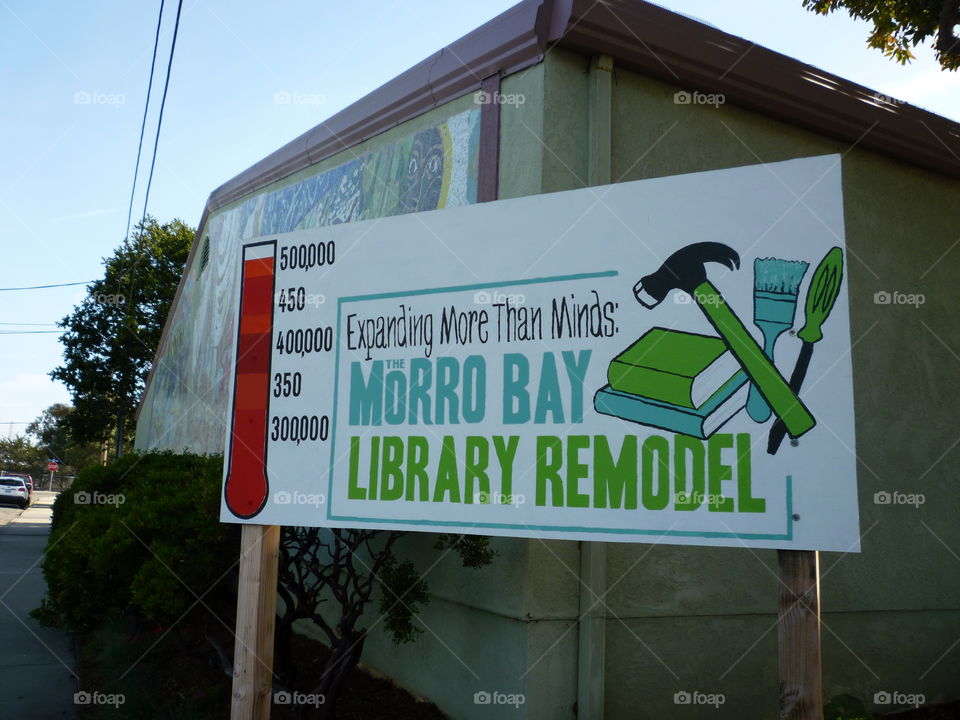 500,000
450
400,000
350
300,000
Expanding More Than Minds:
THE
MORRO BAY
LIBRARY REMODEL